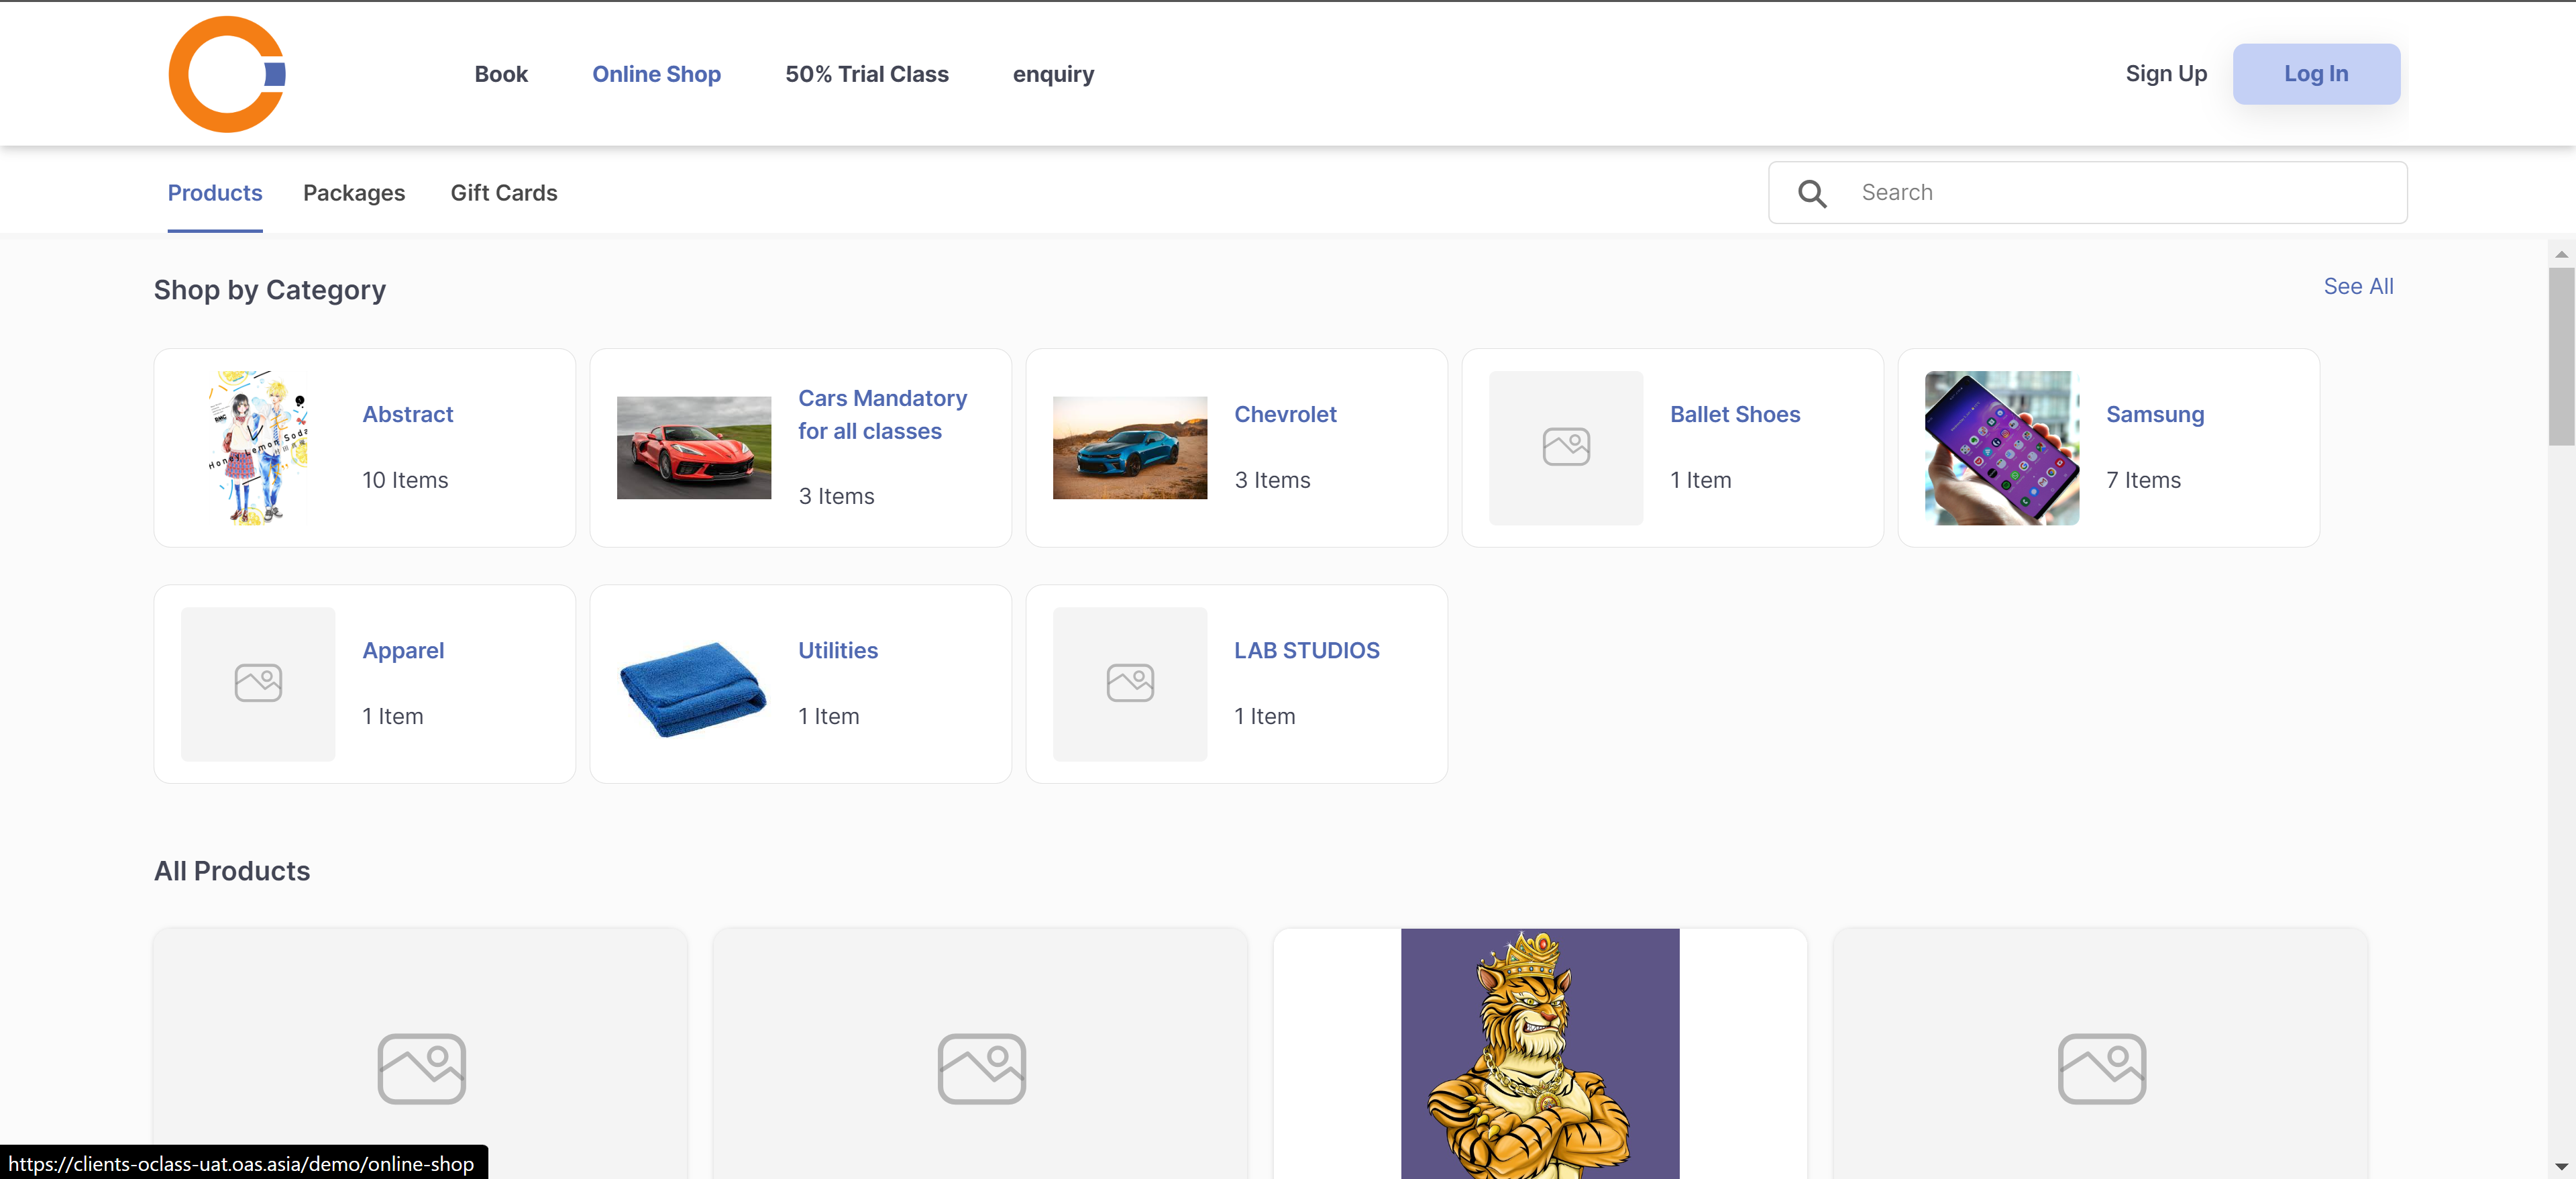 Book
Online Shop
50% Trial Class
enquiry
Sign Up
Log In
Products
Packages
Gift Cards
Search
Shop by Category
See All
Honey Lemon Soda
Abstract
10 Items
Cars Mandatory
for all classes
3 Items
Chevrolet
3 Items
Ballet Shoes
1 Item
Samsung
7 Items
Apparel
1 Item
Utilities
1 Item
LAB STUDIOS
1 Item
All Products
https://clients-oclass-uat.oas.asia/demo/online-shop